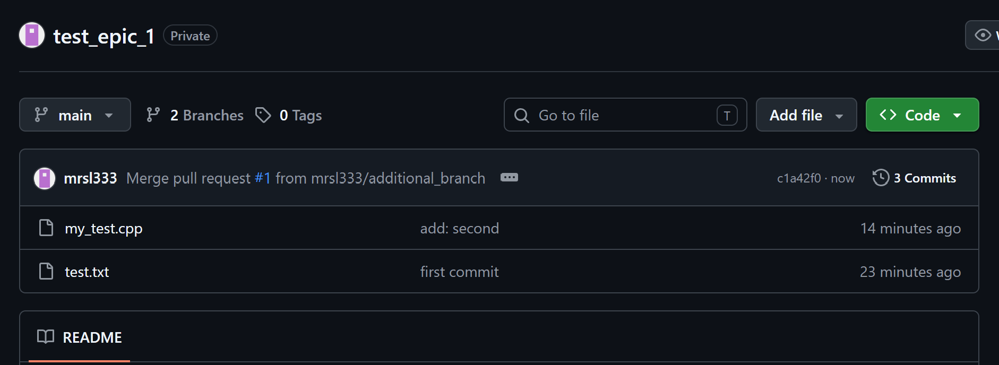 test_epic_1 Private
main 2 Branches 0 Tags Go to file T Add file Code
mrsl333 Merge pull request #1 from mrsl333/additional_branch c1a42f0 · now 3 Commits
my_test.cpp add: second 14 minutes ago
test.txt first commit 23 minutes ago
README